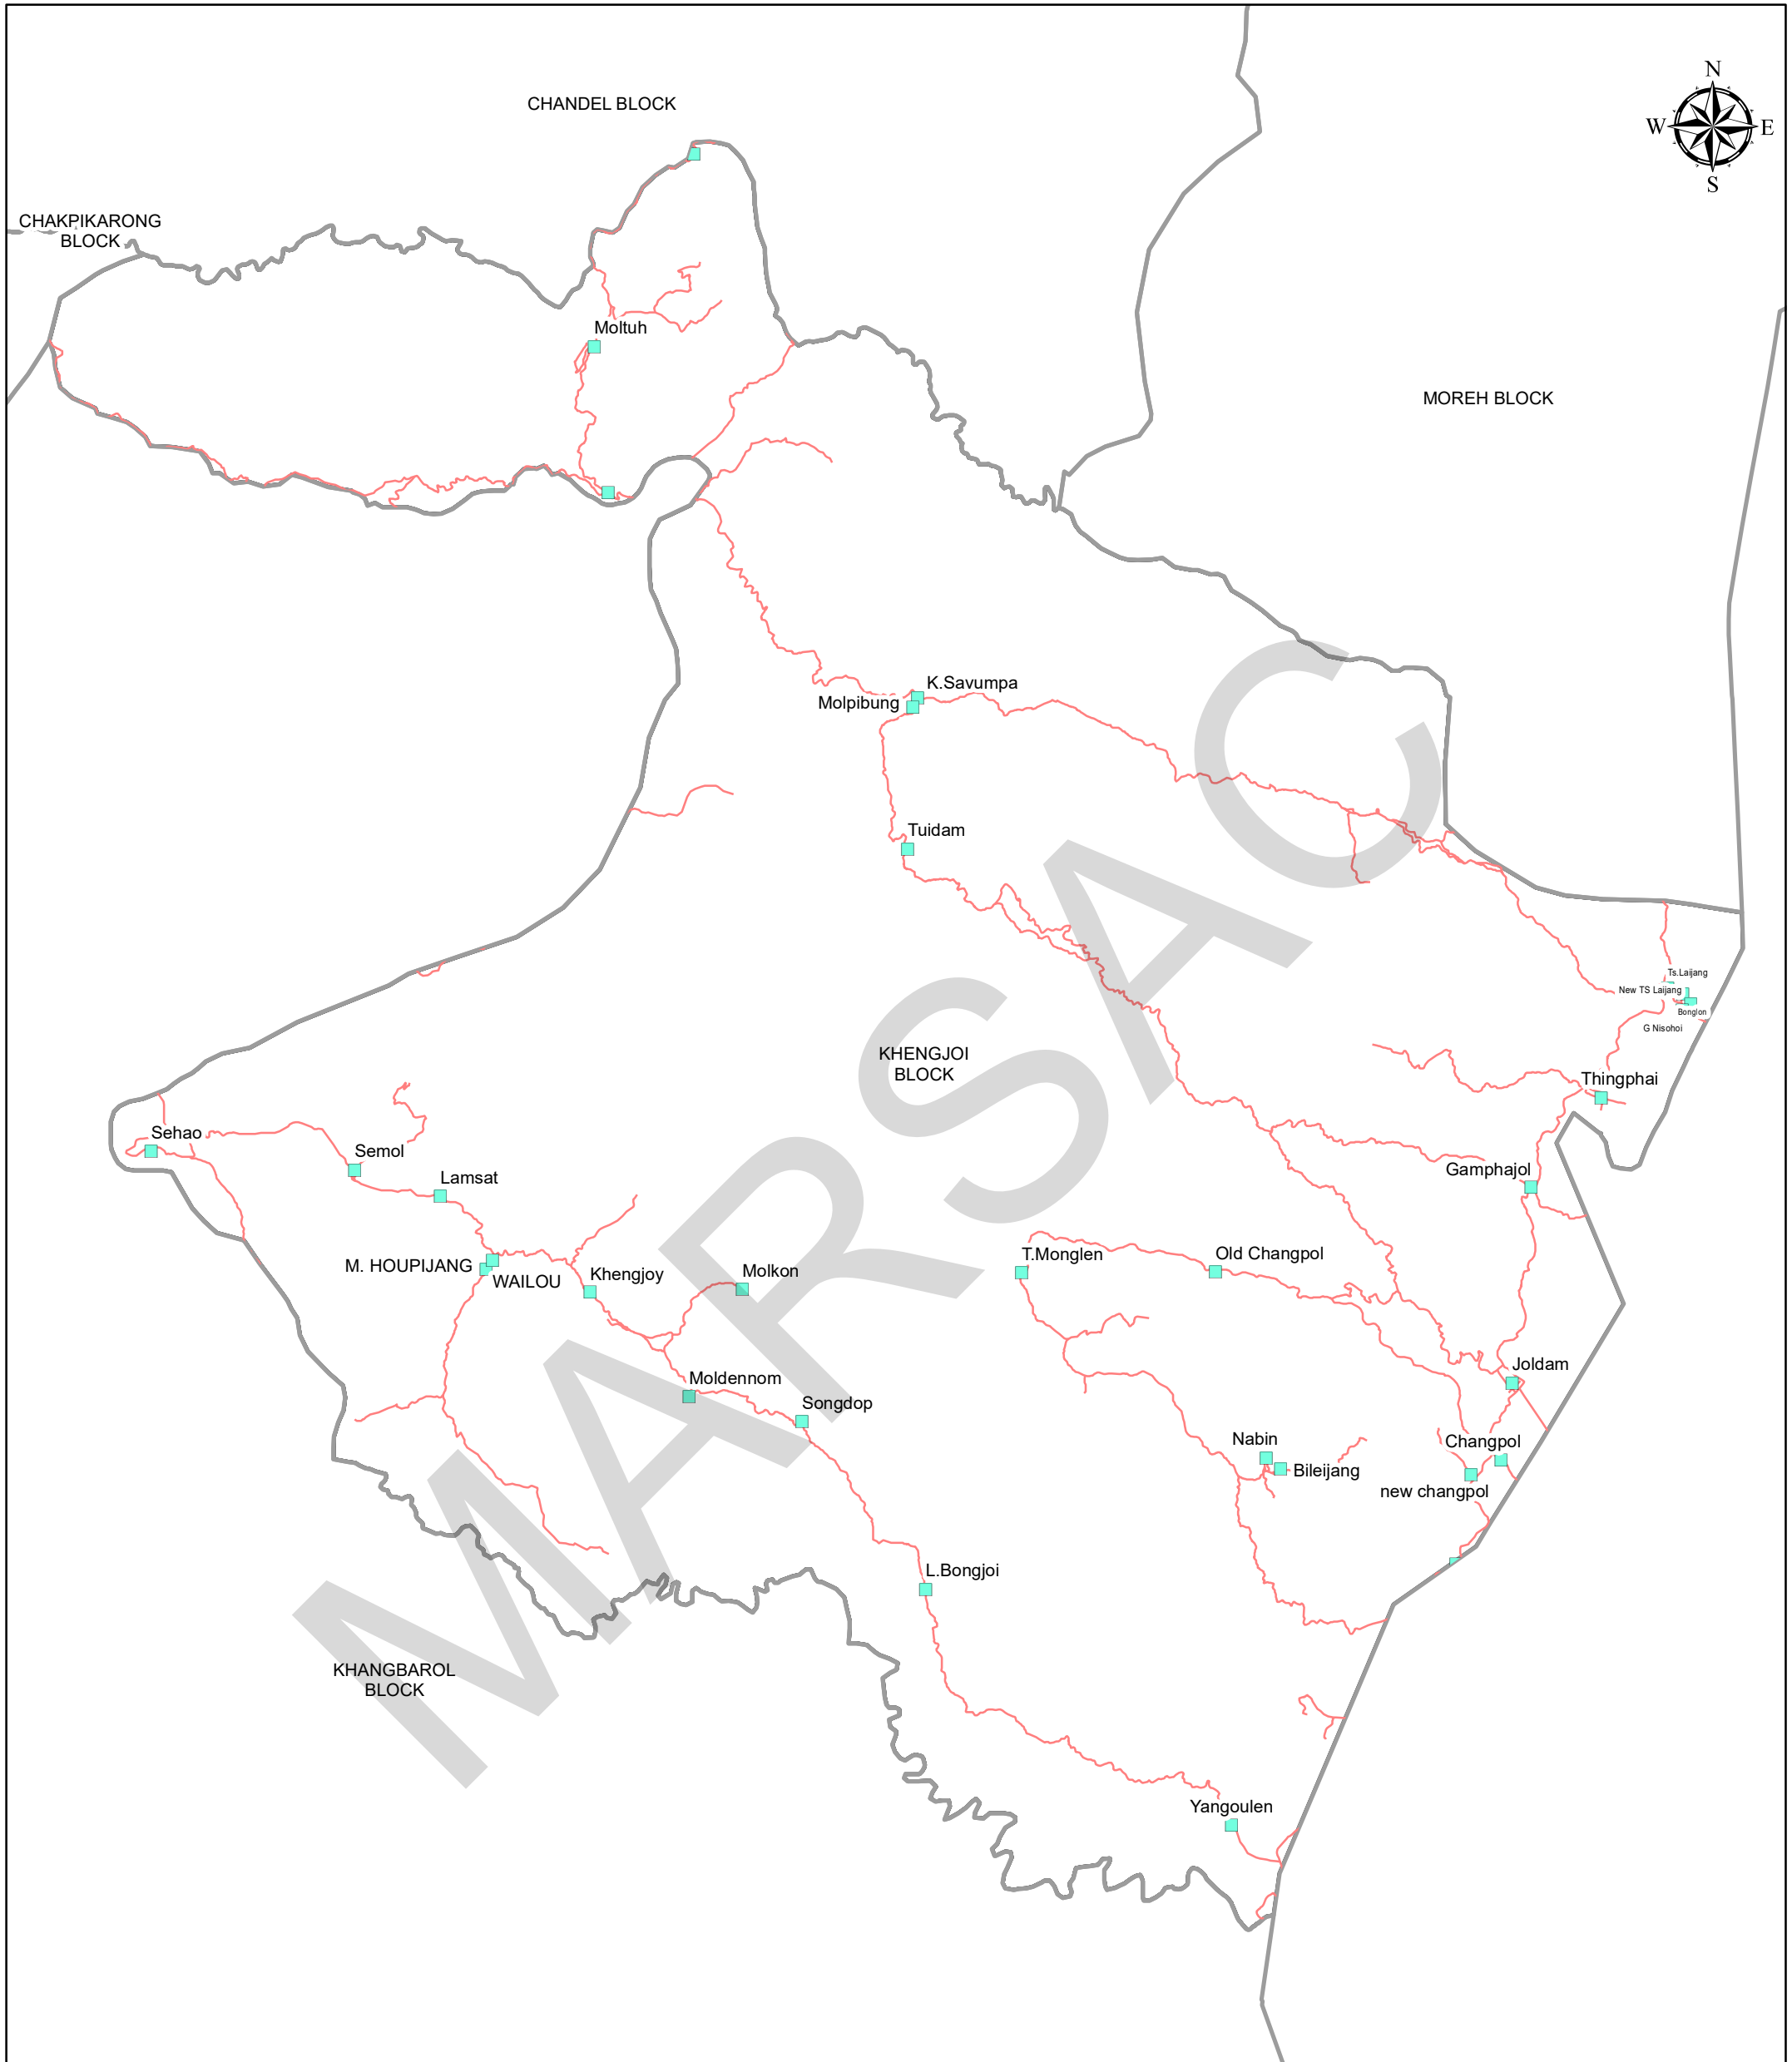 N
W E
S
CHANDEL BLOCK
CHAKPIKARONG
BLOCK
Moltuh
MOREH BLOCK
K.Savumpa
Molpibung
Tuidam
Ts.Laijang
New TS Laijang
Bonglon
G Nisohoi
KHENGJOI
BLOCK
Thingphai
Sehao
Semol
Lamsat
Gamphajol
M. HOUPIJANG
WAILOU
Khengjoy
Molkon
T.Monglen
Old Changpol
Joldam
Moldennom
Songdop
Nabin
Bileijang
Changpol
new changpol
L.Bongjoi
KHANGBAROL
BLOCK
Yangoulen
MARSAC